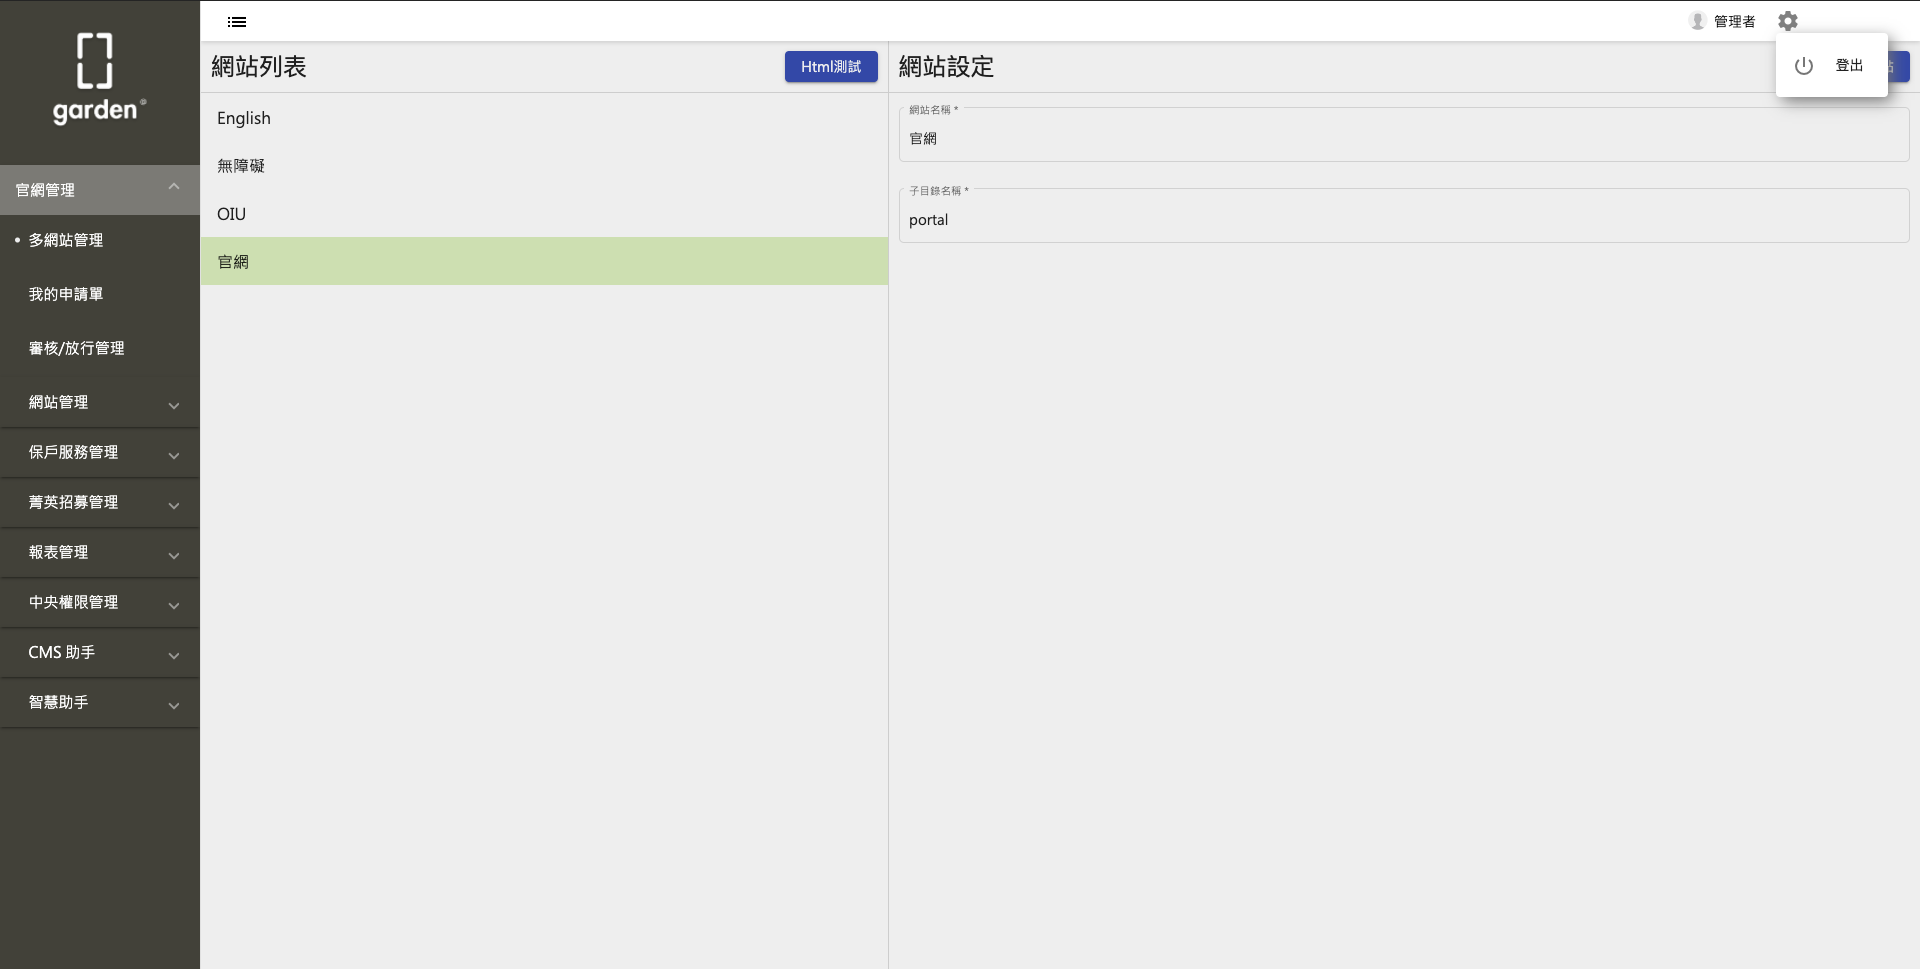 garden®
官網管理
多網站管理
我的申請單
審核/放行管理
網站管理
保戶服務管理
菁英招募管理
報表管理
中央權限管理
CMS 助手
智慧助手
管理者
登出
網站列表
Html測試
English
無障礙
OIU
官網
網站設定
站
網站名稱 *
官網
子目錄名稱 *
portal